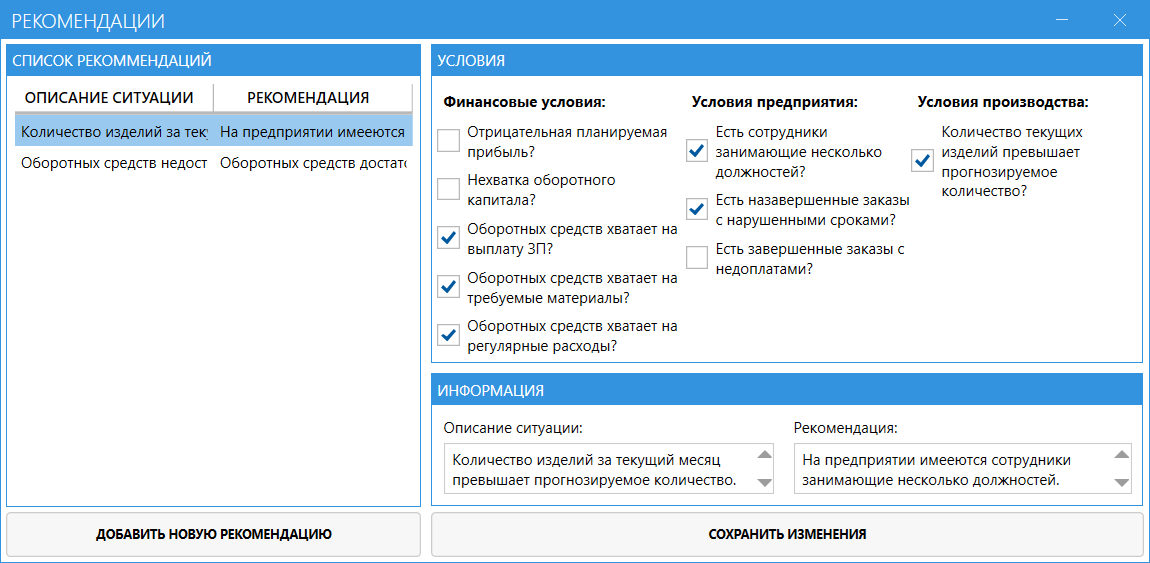 РЕКОМЕНДАЦИИ
СПИСОК РЕКОММЕНДАЦИЙ
ОПИСАНИЕ СИТУАЦИИ РЕКОМЕНДАЦИЯ
Количество изделий за тек На предприятии имееются
Оборотных средств недост Оборотных средств достато
ДОБАВИТЬ НОВУЮ РЕКОМЕНДАЦИЮ
УСЛОВИЯ
Финансовые условия:
Отрицательная планируемая
прибыль?
Нехватка оборотного
капитала?
Оборотных средств хватает на
выплату ЗП?
Оборотных средств хватает на
требуемые материалы?
Оборотных средств хватает на
регулярные расходы?
Условия предприятия:
Есть сотрудники
занимающие несколько
должностей?
Есть назавершенные заказы
с нарушенными сроками?
Есть завершенные заказы с
недоплатами?
Условия производства:
Количество текущих
изделий превышает
прогнозируемое
количество?
ИНФОРМАЦИЯ
Описание ситуации:
Количество изделий за текущий месяц
превышает прогнозируемое количество.
Рекомендация:
На предприятии имееются сотрудники
занимающие несколько должностей.
СОХРАНИТЬ ИЗМЕНЕНИЯ